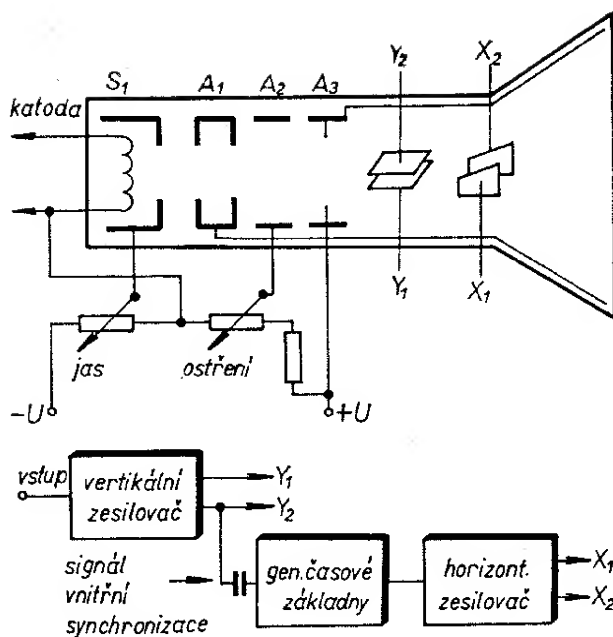 Y₂
X₂
S₁ A₁ A₂ A₃
katoda
Y₁
X₁
jas
ostření
-U
+U
vstup
vertikální
zesilovač
Y₁
Y₂
signál
vnitřní
synchronizace
gen. časové
základny
horizont.
zesilovač
X₁
X₂